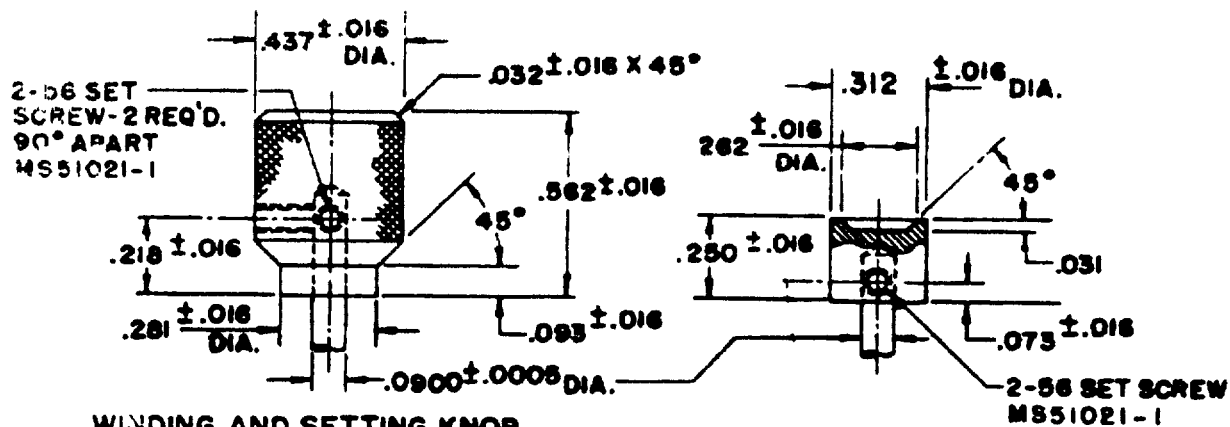 .437±.016
DIA.
.032±.016 X 45°
2-56 SET
SCREW-2 REQ'D.
90° APART
MS51021-1
.562±.016
45°
.218±.016
.281±.016
DIA.
.093±.016
.0900±.0005 DIA.
WINDING AND SETTING KNOB
.312 ±.016 DIA.
.262 ±.016
DIA.
45°
.250±.016
.031
.073±.016
2-56 SET SCREW
MS51021-1